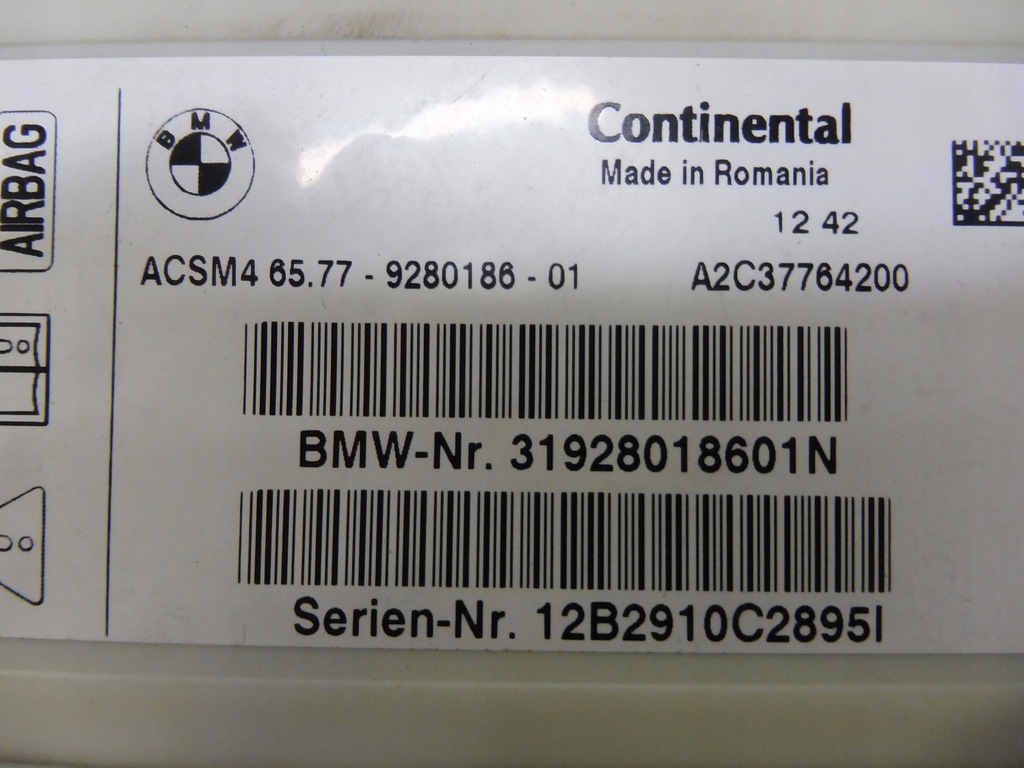 AIRBAG
BMW
Continental
Made in Romania
12 42
ACSM4 65.77 - 9280186 - 01 A2C37764200
BMW-Nr. 31928018601N
Serien-Nr. 12B2910C2895I